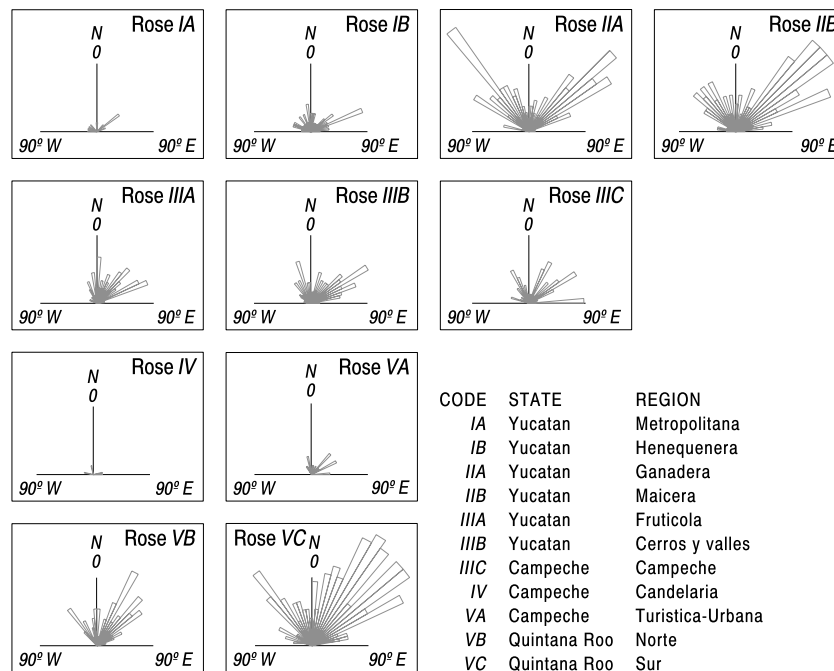 Rose IA
N
0
90º W 90º E
Rose IB
N
0
90º W 90º E
Rose IIA
N
0
90º W 90º E
Rose IIB
N
0
90º W 90º E
Rose IIIA
N
0
90º W 90º E
Rose IIIB
N
0
90º W 90º E
Rose IIIC
N
0
90º W 90º E
Rose IV
N
0
90º W 90º E
Rose VA
N
0
90º W 90º E
Rose VB
N
0
90º W 90º E
Rose VC
N
0
90º W 90º E
CODE STATE REGION
IA Yucatan Metropolitana
IB Yucatan Henequenera
IIA Yucatan Ganadera
IIB Yucatan Maicera
IIIA Yucatan Fruticola
IIIB Yucatan Cerros y valles
IIIC Campeche Campeche
IV Campeche Candelaria
VA Campeche Turistica-Urbana
VB Quintana Roo Norte
VC Quintana Roo Sur